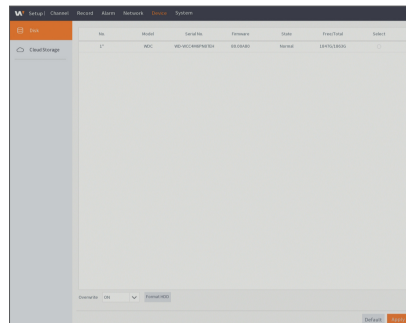 Setup / Channel Record Alarm Network Device System
Disk
Cloud Storage
No. Model Serial No. Firmware State Free/Total Select
1* WDC Normal
Overwrite ON Format HDD
Default Apply